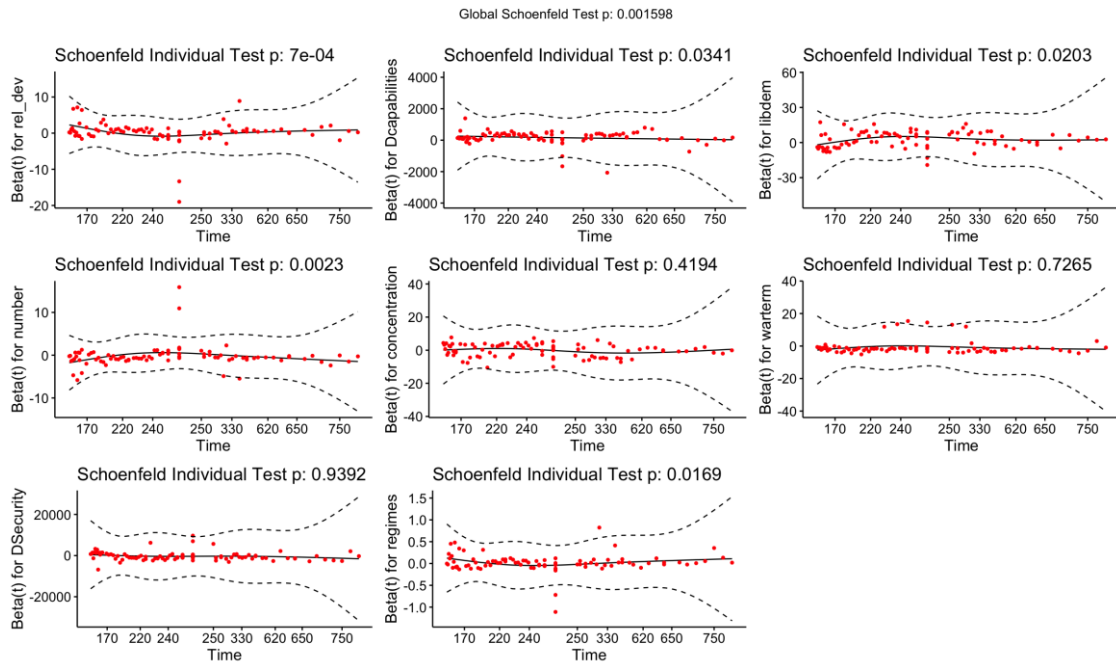 Global Schoenfeld Test p: 0.001598
Schoenfeld Individual Test p: 7e-04
Beta(t) for rel_dev
10
0
-10
-20
170 220 240 250 330 620 650 750
Time
Schoenfeld Individual Test p: 0.0341
Beta(t) for Dcapabilities
4000
2000
0
-2000
-4000
170 220 240 250 330 620 650 750
Time
Schoenfeld Individual Test p: 0.0203
Beta(t) for libdem
60
30
0
-30
170 220 240 250 330 620 650 750
Time
Schoenfeld Individual Test p: 0.0023
Beta(t) for number
10
0
-10
170 220 240 250 330 620 650 750
Time
Schoenfeld Individual Test p: 0.4194
Beta(t) for concentration
40
20
0
-20
-40
170 220 240 250 330 620 650 750
Time
Schoenfeld Individual Test p: 0.7265
Beta(t) for warterm
40
20
0
-20
-40
170 220 240 250 330 620 650 750
Time
Schoenfeld Individual Test p: 0.9392
Beta(t) for DSecurity
20000
0
-20000
170 220 240 250 330 620 650 750
Time
Schoenfeld Individual Test p: 0.0169
Beta(t) for regimes
1.5
1.0
0.5
0.0
-0.5
-1.0
170 220 240 250 330 620 650 750
Time